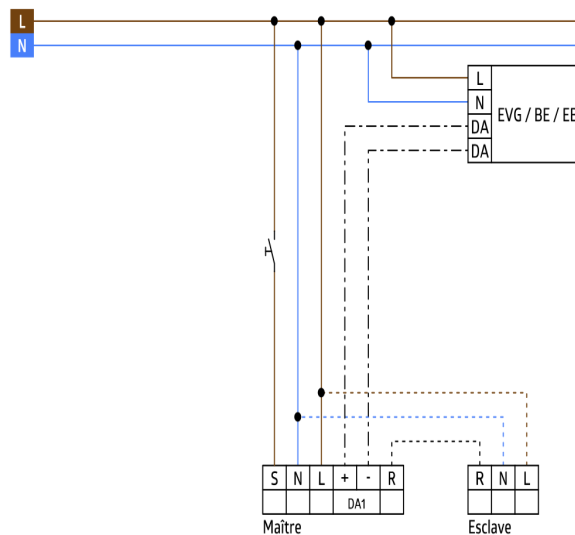 L
N
L
N
DA
DA
EVG / BE / EE
S N L + - R
DA1
Maître
R N L
Esclave